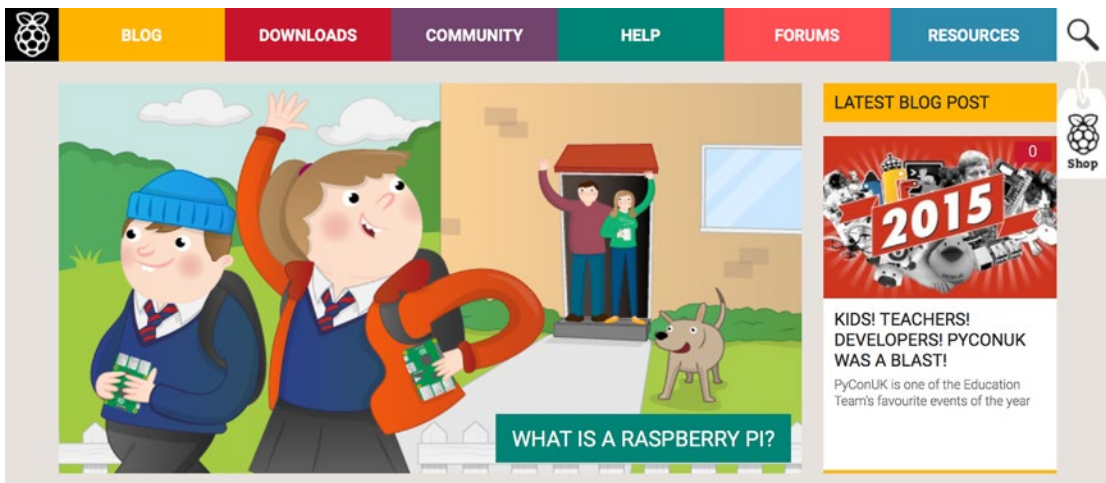 BLOG
DOWNLOADS
COMMUNITY
HELP
FORUMS
RESOURCES
WHAT IS A RASPBERRY PI?
LATEST BLOG POST
0
2015
KIDS! TEACHERS!
DEVELOPERS! PYCONUK
WAS A BLAST!
PyConUK is one of the Education
Team's favourite events of the year
Shop